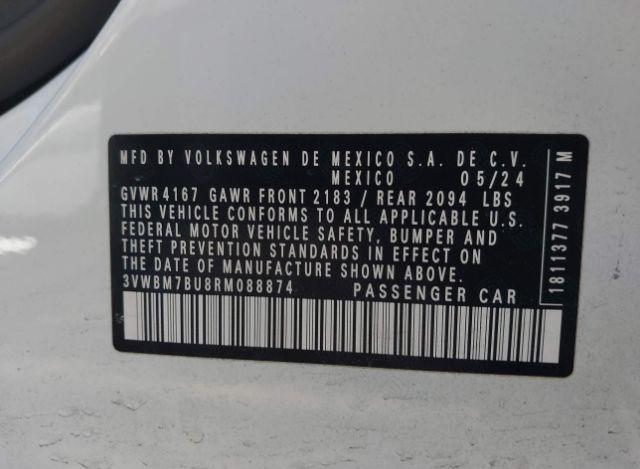 MFD BY VOLKSWAGEN DE MEXICO S.A. DE C.V.
MEXICO 05/24
GVWR 4167 GAWR FRONT 2183 / REAR 2094 LBS
THIS VEHICLE CONFORMS TO ALL APPLICABLE U.S.
FEDERAL MOTOR VEHICLE SAFETY, BUMPER AND
THEFT PREVENTION STANDARDS IN EFFECT ON
THE DATE OF MANUFACTURE SHOWN ABOVE.
3VWBM7BU8RM088874 PASSENGER CAR
1811377 3917 M